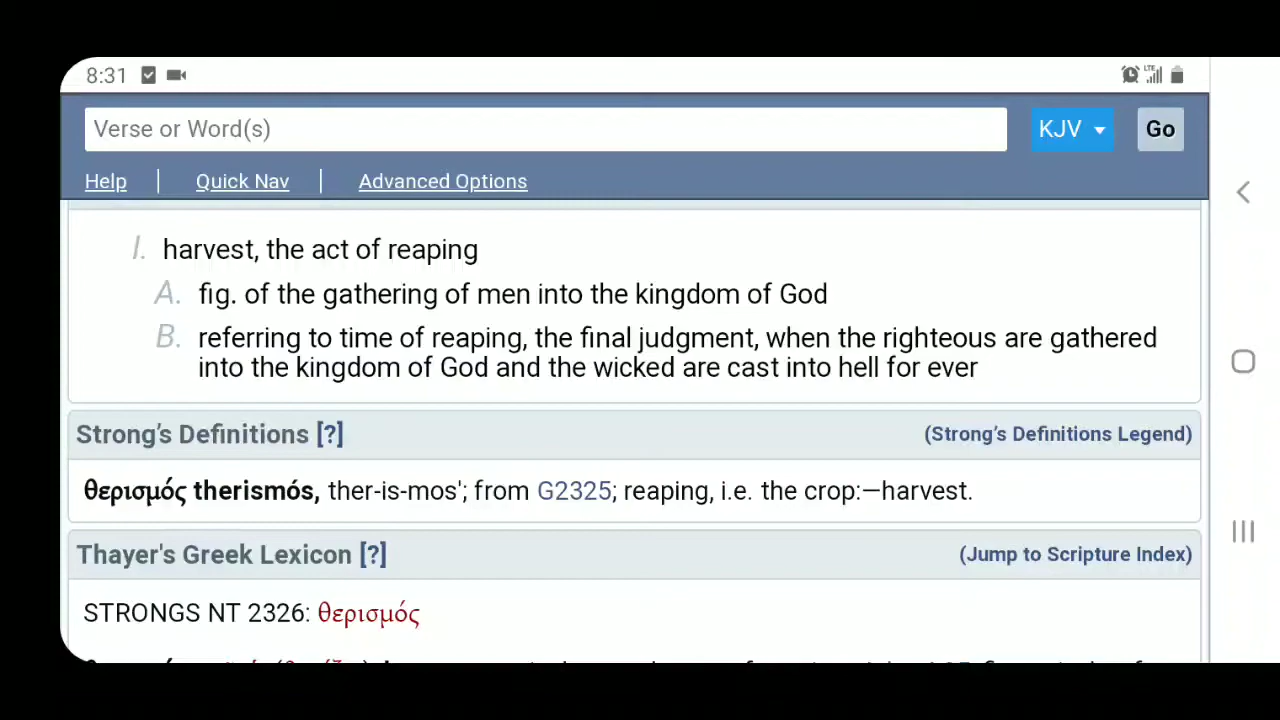 8:31
LTE
Verse or Word(s)
KJV
Go
Help | Quick Nav | Advanced Options
I. harvest, the act of reaping
A. fig. of the gathering of men into the kingdom of God
B. referring to time of reaping, the final judgment, when the righteous are gathered
into the kingdom of God and the wicked are cast into hell for ever
Strong’s Definitions [?] (Strong’s Definitions Legend)
θερισμός therismós, ther-is-mos'; from G2325; reaping, i.e. the crop:—harvest.
Thayer's Greek Lexicon [?] (Jump to Scripture Index)
STRONGS NT 2326: θερισμός